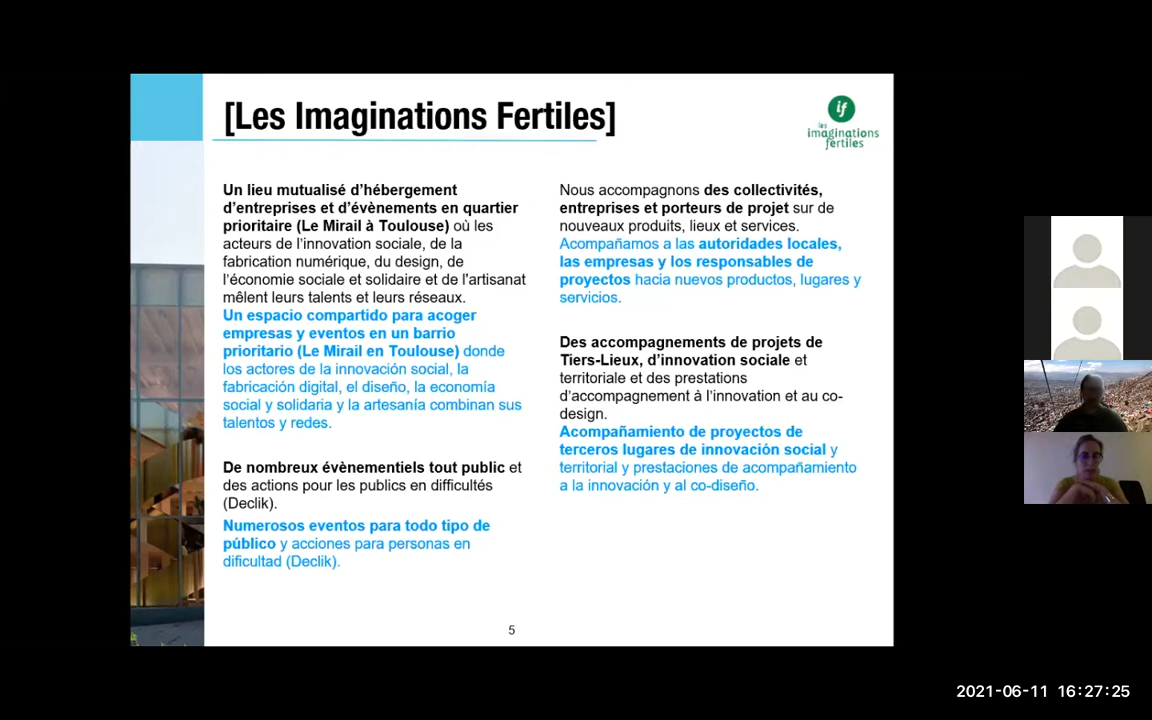 [Les Imaginations Fertiles]
if
les
imaginations
fertiles
Un lieu mutualisé d’hébergement
d’entreprises et d’évènements en quartier
prioritaire (Le Mirail à Toulouse) où les
acteurs de l’innovation sociale, de la
fabrication numérique, du design, de
l’économie sociale et solidaire et de l'artisanat
mêlent leurs talents et leurs réseaux.
Un espacio compartido para acoger
empresas y eventos en un barrio
prioritario (Le Mirail en Toulouse) donde
los actores de la innovación social, la
fabricación digital, el diseño, la economía
social y solidaria y la artesanía combinan sus
talentos y redes.
De nombreux évènementiels tout public et
des actions pour les publics en difficultés
(Declik).
Numerosos eventos para todo tipo de
público y acciones para personas en
dificultad (Declik).
Nous accompagnons des collectivités,
entreprises et porteurs de projet sur de
nouveaux produits, lieux et services.
Acompañamos a las autoridades locales,
las empresas y los responsables de
proyectos hacia nuevos productos, lugares y
servicios.
Des accompagnements de projets de
Tiers-Lieux, d’innovation sociale et
territoriale et des prestations
d’accompagnement à l’innovation et au co-
design.
Acompañamiento de proyectos de
terceros lugares de innovación social y
territorial y prestaciones de acompañamiento
a la innovación y al co-diseño.
5
2021-06-11 16:27:25